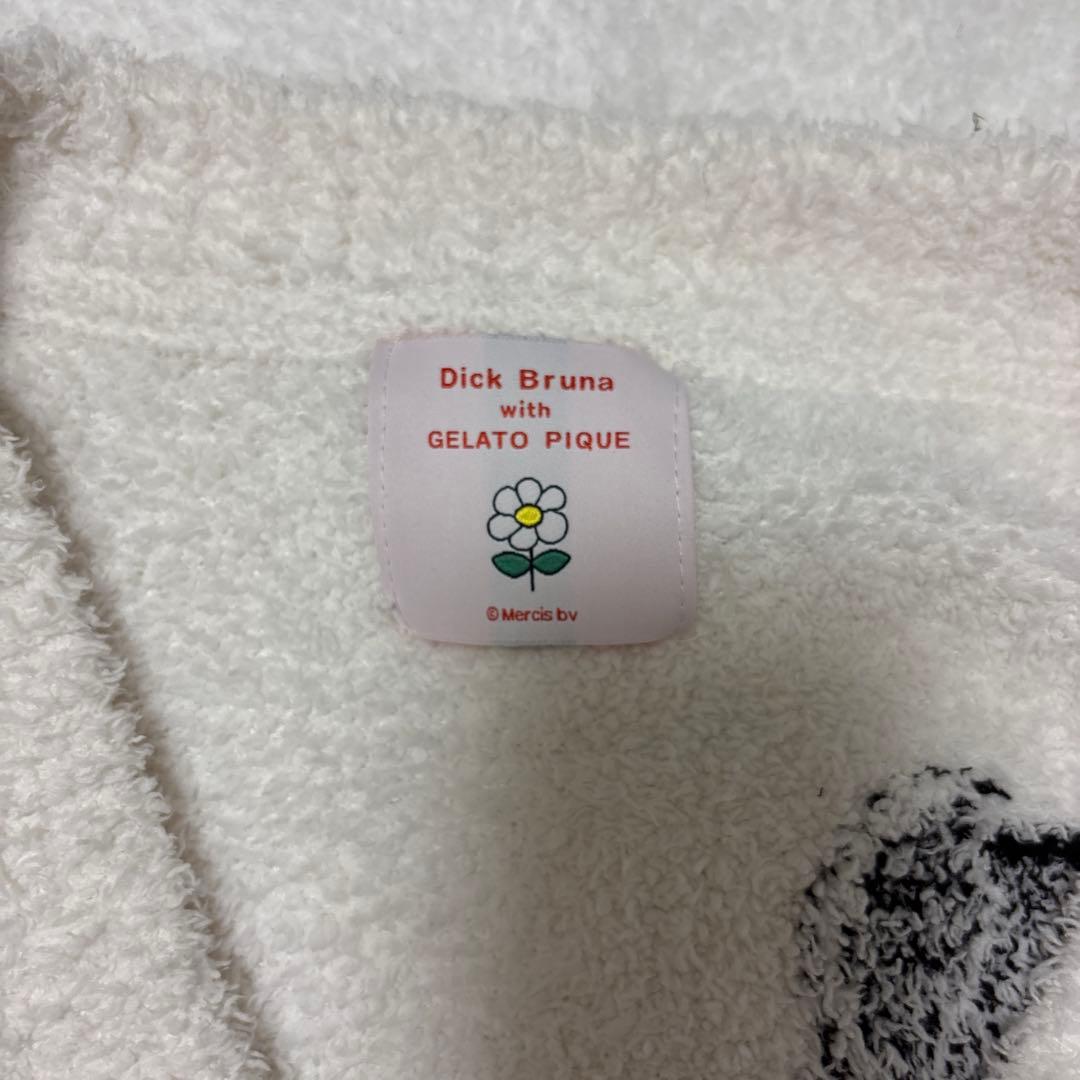 Dick Bruna
with
GELATO PIQUE
© Mercis bv